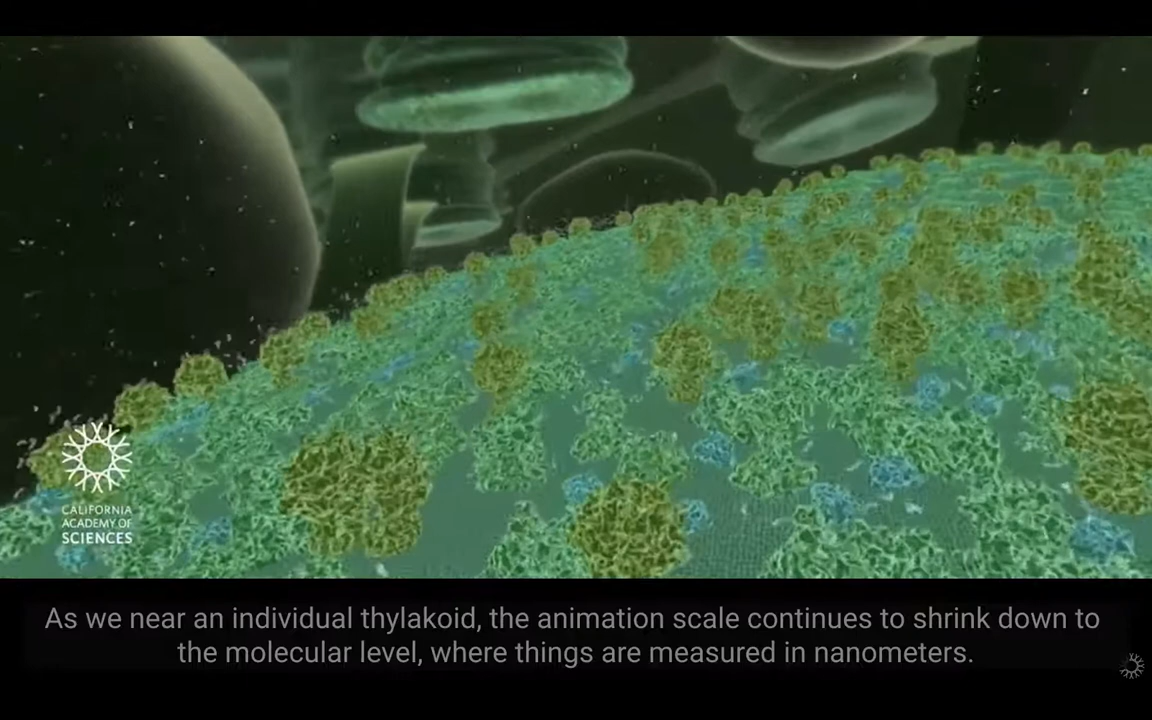 CALIFORNIA
ACADEMY OF
SCIENCES
As we near an individual thylakoid, the animation scale continues to shrink down to
the molecular level, where things are measured in nanometers.